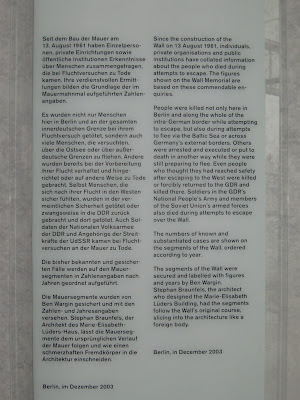 Seit dem Bau der Mauer am
13. August 1961 haben Einzelperso-
nen, private Einrichtungen sowie
öffentliche Institutionen Erkenntnisse
über Menschen zusammengetragen,
die bei Fluchtversuchen zu Tode
kamen. Ihre verdienstvollen Ermitt-
lungen bilden die Grundlage der im
Mauermahnmal aufgeführten Zahlen-
angaben.
Es wurden nicht nur Menschen
hier in Berlin und an der gesamten
innerdeutschen Grenze bei ihrem
Fluchtversuch getötet, sondern auch
viele Menschen, die versuchten,
über die Ostsee oder über außer-
deutsche Grenzen zu fliehen. Andere
wurden bereits bei der Vorbereitung
ihrer Flucht verhaftet und hinge-
richtet oder auf andere Weise zu Tode
gebracht. Selbst Menschen, die
sich nach ihrer Flucht in den Westen
sicher fühlten, wurden in der ver-
meintlichen Sicherheit getötet oder
zwangsweise in die DDR zurück
gebracht und dort getötet. Auch Sol-
daten der Nationalen Volksarmee
der DDR und Angehörige der Streit-
kräfte der UdSSR kamen bei Flucht-
versuchen an der Mauer zu Tode.
Die bisher bekannten und gesicher-
ten Fälle werden auf den Mauer-
segmenten in Zahlenangaben nach
Jahren geordnet aufgeführt.
Die Mauersegmente wurden von
Ben Wargin gesichert und mit den
Zahlen- und Jahresangaben
versehen. Stephan Braunfels, der
Architekt des Marie-Elisabeth-
Lüders-Haus, lässt die Mauerseg-
mente dem ursprünglichen Verlauf
der Mauer folgen und wie einen
schmerzhaften Fremdkörper in die
Architektur einschneiden.
Berlin, im Dezember 2003
Since the construction of the
Wall on 13 August 1961, individuals,
private organisations and public
institutions have collated information
about the people who died during
attempts to escape. The figures
shown on the Wall Memorial are
based on these commendable en-
quiries.
People were killed not only here in
Berlin and along the whole of the
intra-German border while attempting
to escape, but also during attempts
to flee via the Baltic Sea or across
Germany's external borders. Others
were arrested and executed or put to
death in another way while they were
still preparing to flee. Even people
who thought they had reached safety
after escaping to the West were killed
or forcibly returned to the GDR and
killed there. Soldiers in the GDR's
National People's Army and members
of the Soviet Union's armed forces
also died during attempts to escape
over the Wall.
The numbers of known and
substantiated cases are shown on
the segments of the Wall, ordered
according to year.
The segments of the Wall were
secured and labelled with figures
and years by Ben Wargin.
Stephan Braunfels, the architect
who designed the Marie-Elisabeth
Lüders Building, had the segments
follow the Wall's original course,
slicing into the architecture like a
foreign body.
Berlin, in December 2003